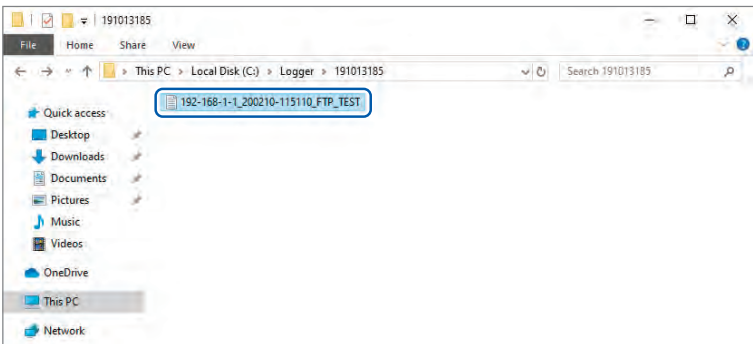 191013185
File Home Share View
This PC > Local Disk (C:) > Logger > 191013185
Search 191013185
192-168-1-1_200210-115110_FTP_TEST
Quick access
Desktop
Downloads
Documents
Pictures
Music
Videos
OneDrive
This PC
Network